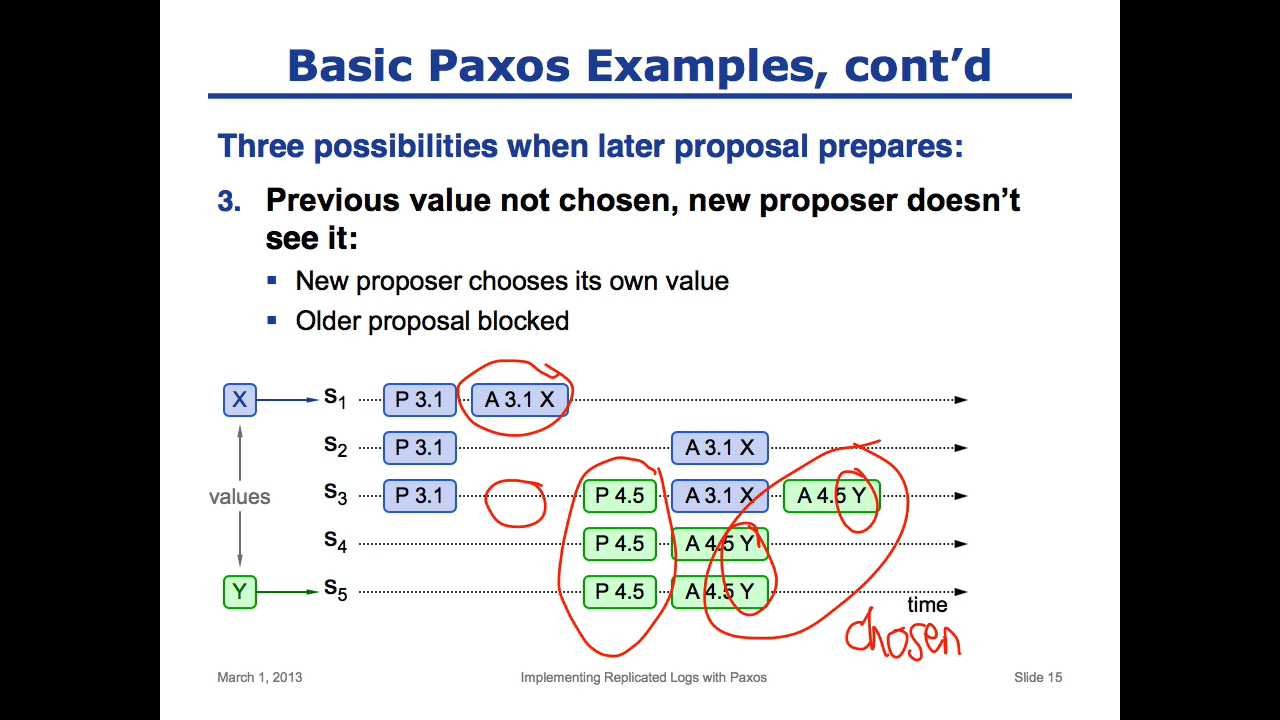 Basic Paxos Examples, cont’d
Three possibilities when later proposal prepares:
3. Previous value not chosen, new proposer doesn’t
see it:
▪ New proposer chooses its own value
▪ Older proposal blocked
X S1 P 3.1 A 3.1 X
S2 P 3.1 A 3.1 X
values S3 P 3.1 P 4.5 A 3.1 X A 4.5 Y
S4 P 4.5 A 4.5 Y
Y S5 P 4.5 A 4.5 Y
time
chosen
March 1, 2013 Implementing Replicated Logs with Paxos Slide 15